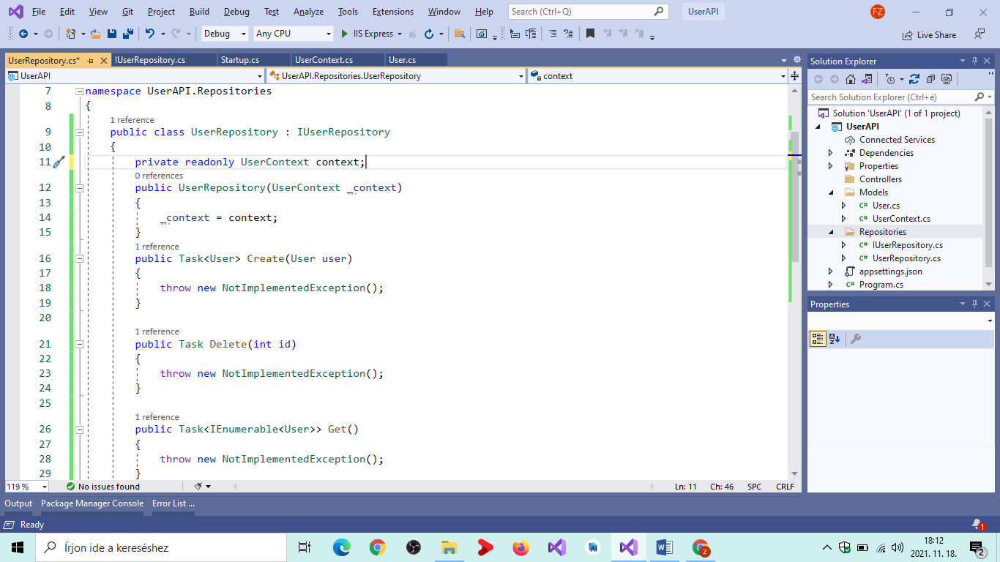 File Edit View Git Project Build Debug Test Analyze Tools Extensions Window Help Search (Ctrl+Q) UserAPI FZ
Debug Any CPU IIS Express Live Share
UserRepository.cs* IUserRepository.cs Startup.cs UserContext.cs User.cs
UserAPI UserAPI.Repositories.UserRepository context
7 namespace UserAPI.Repositories
8 {
1 reference
9 public class UserRepository : IUserRepository
10 {
11 private readonly UserContext context;
0 references
12 public UserRepository(UserContext _context)
13 {
14 _context = context;
15 }
1 reference
16 public Task<User> Create(User user)
17 {
18 throw new NotImplementedException();
19 }
20
1 reference
21 public Task Delete(int id)
22 {
23 throw new NotImplementedException();
24 }
25
1 reference
26 public Task<IEnumerable<User>> Get()
27 {
28 throw new NotImplementedException();
29 }
119 % No issues found Ln: 11 Ch: 46 SPC CRLF
Solution Explorer
Search Solution Explorer (Ctrl+é)
Solution 'UserAPI' (1 of 1 project)
UserAPI
Connected Services
Dependencies
Properties
Controllers
Models
C# User.cs
C# UserContext.cs
Repositories
C# IUserRepository.cs
C# UserRepository.cs
appsettings.json
C# Program.cs
Properties
Output Package Manager Console Error List ...
Ready 1
Írjon ide a kereséshez Z 18:12
2021. 11. 18. 2